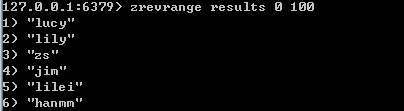 127.0.0.1:6379> zrevrange results 0 100
1) "lucy"
2) "lily"
3) "zs"
4) "jim"
5) "lilei"
6) "hanmm"